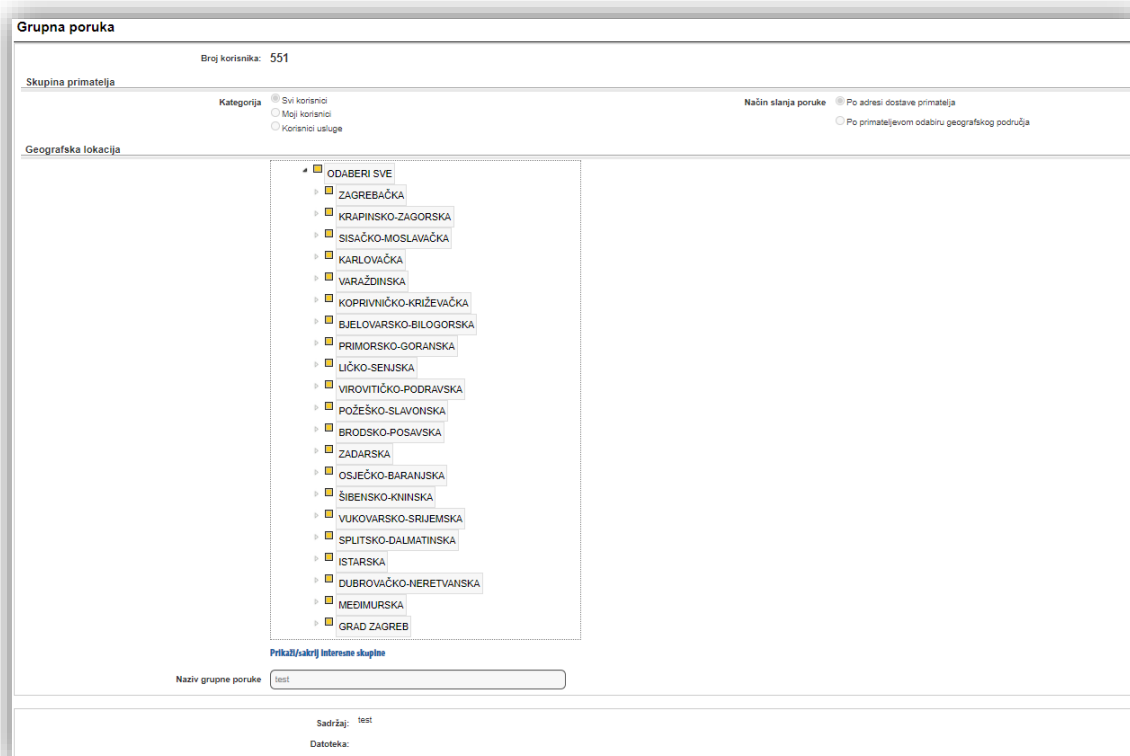 Grupna poruka
Broj korisnika: 551
Skupina primatelja
Kategorija Svi korisnici
Moji korisnici
Korisnici usluge
Način slanja poruke Po adresi dostave primatelja
Po primateljevom odabiru geografskog područja
Geografska lokacija
ODABERI SVE
ZAGREBAČKA
KRAPINSKO-ZAGORSKA
SISAČKO-MOSLAVAČKA
KARLOVAČKA
VARAŽDINSKA
KOPRIVNIČKO-KRIŽEVAČKA
BJELOVARSKO-BILOGORSKA
PRIMORSKO-GORANSKA
LIČKO-SENJSKA
VIROVITIČKO-PODRAVSKA
POŽEŠKO-SLAVONSKA
BRODSKO-POSAVSKA
ZADARSKA
OSJEČKO-BARANJSKA
ŠIBENSKO-KNINSKA
VUKOVARSKO-SRIJEMSKA
SPLITSKO-DALMATINSKA
ISTARSKA
DUBROVAČKO-NERETVANSKA
MEĐIMURSKA
GRAD ZAGREB
Prikaži/sakrij interesne skupine
Naziv grupne poruke test
Sadržaj: test
Datoteka: